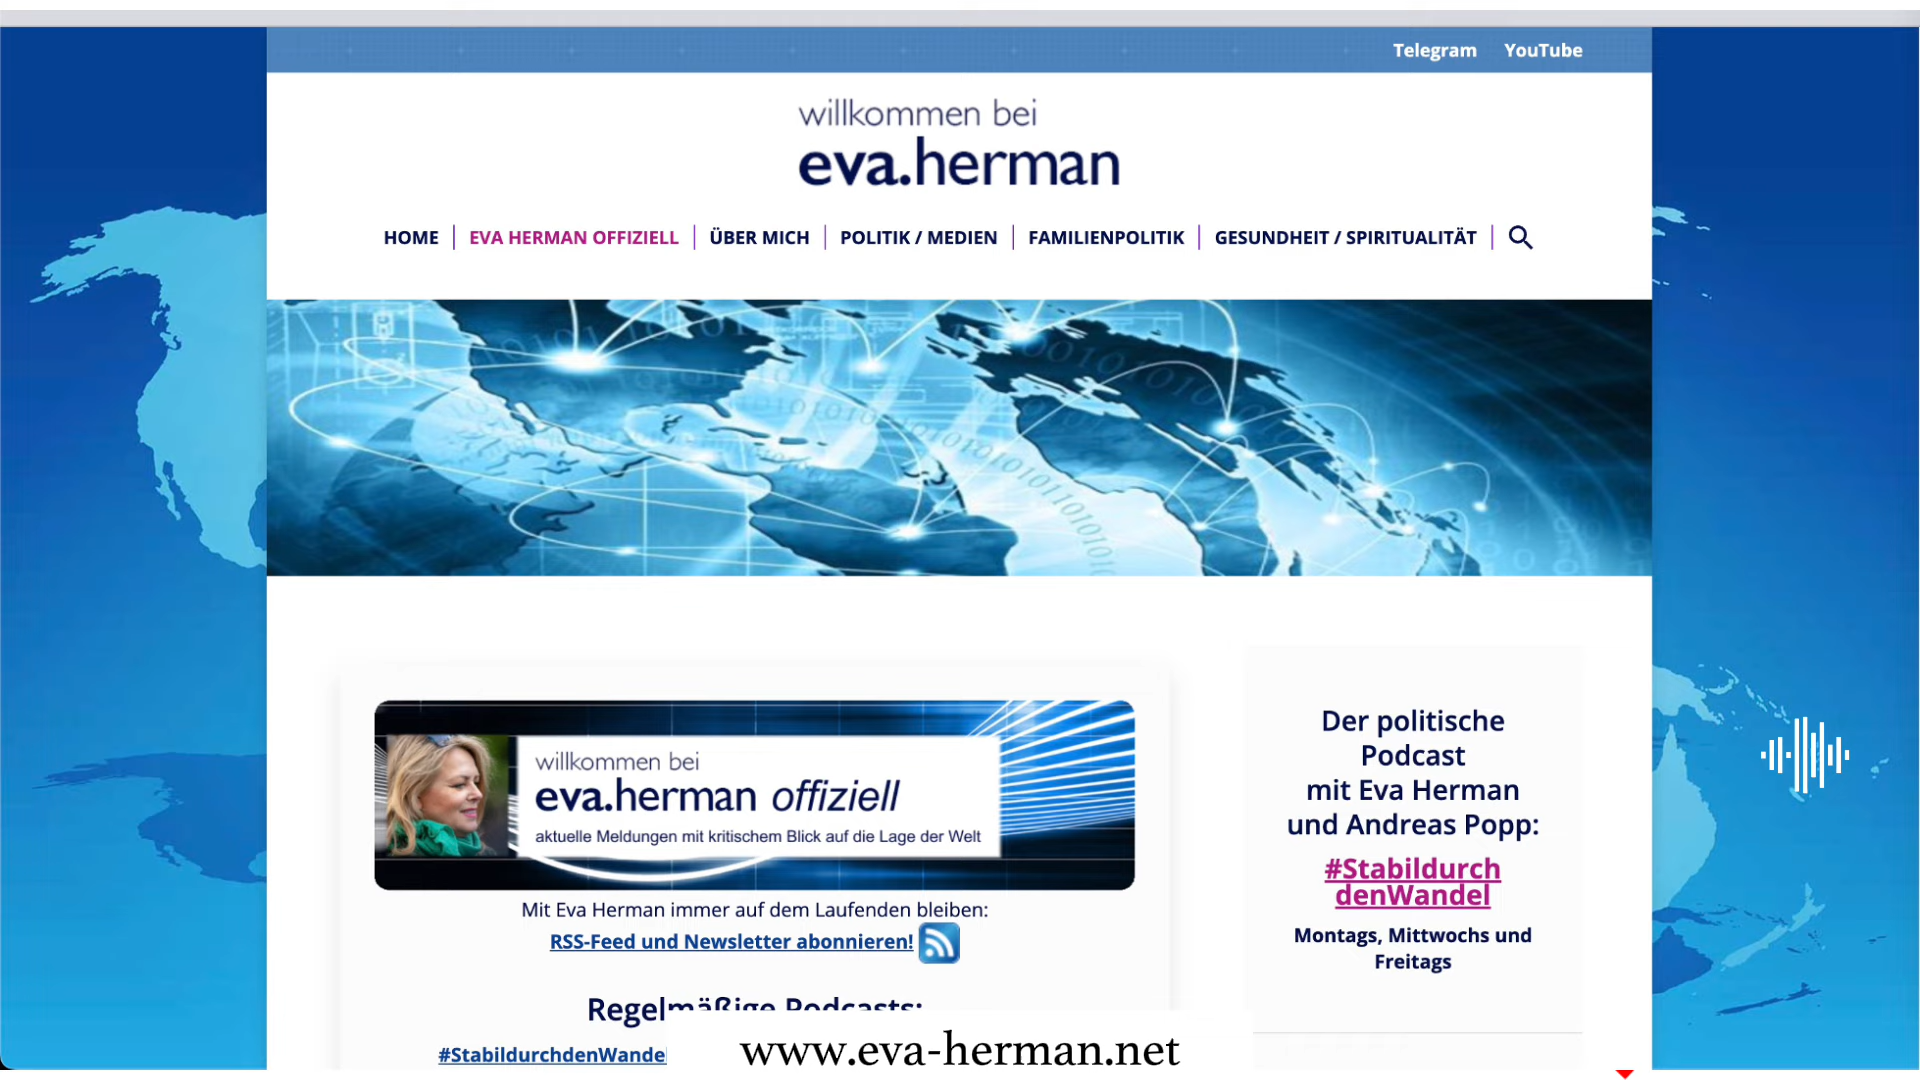 Telegram YouTube
willkommen bei
eva.herman
HOME EVA HERMAN OFFIZIELL ÜBER MICH POLITIK / MEDIEN FAMILIENPOLITIK GESUNDHEIT / SPIRITUALITÄT
willkommen bei
eva.herman offiziell
aktuelle Meldungen mit kritischem Blick auf die Lage der Welt
Mit Eva Herman immer auf dem Laufenden bleiben:
RSS-Feed und Newsletter abonnieren!
Regelmäßige Podcasts:
#StabildurchdenWande
Der politische
Podcast
mit Eva Herman
und Andreas Popp:
#Stabildurch
denWandel
Montags, Mittwochs und
Freitags
www.eva-herman.net